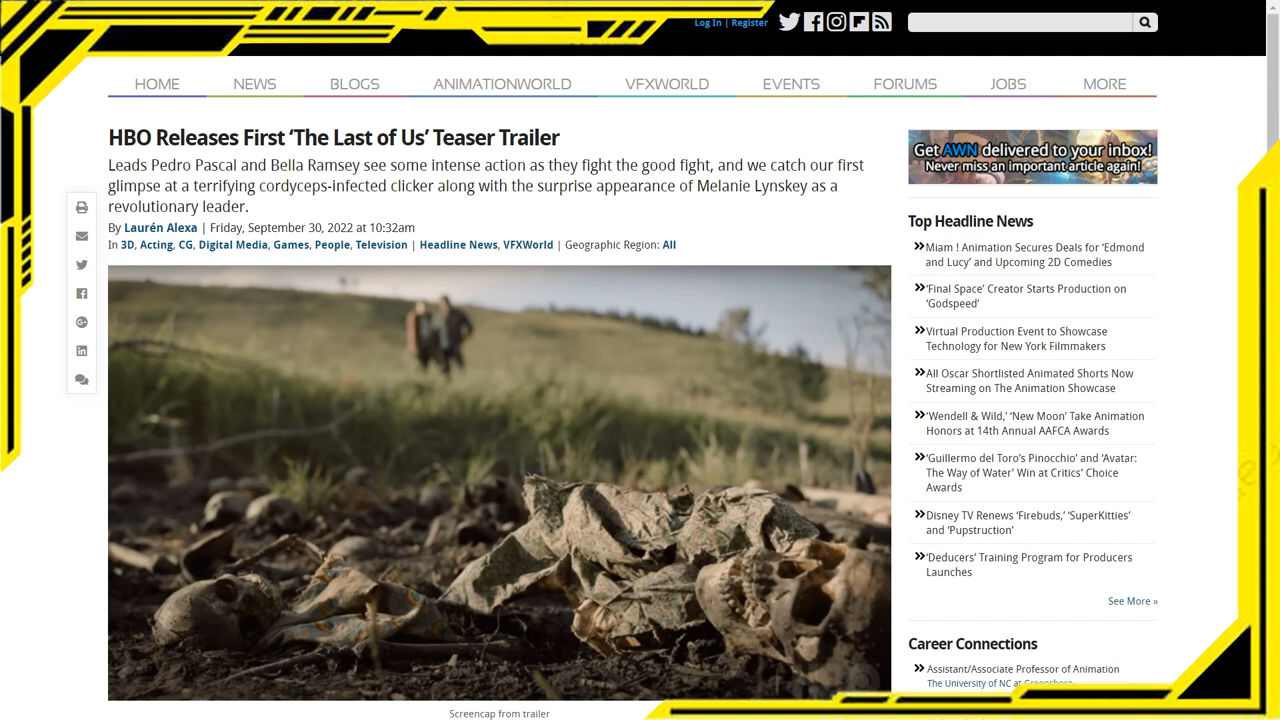 Log In | Register
HOME
NEWS
BLOGS
ANIMATIONWORLD
VFXWORLD
EVENTS
FORUMS
JOBS
MORE
HBO Releases First ‘The Last of Us’ Teaser Trailer
Leads Pedro Pascal and Bella Ramsey see some intense action as they fight the good fight, and we catch our first
glimpse at a terrifying cordyceps-infected clicker along with the surprise appearance of Melanie Lynskey as a
revolutionary leader.
By Laurén Alexa | Friday, September 30, 2022 at 10:32am
In 3D, Acting, CG, Digital Media, Games, People, Television | Headline News, VFXWorld | Geographic Region: All
Screencap from trailer
Get AWN delivered to your inbox!
Never miss an important article again!
Top Headline News
Miam ! Animation Secures Deals for ‘Edmond
and Lucy’ and Upcoming 2D Comedies
‘Final Space’ Creator Starts Production on
‘Godspeed’
Virtual Production Event to Showcase
Technology for New York Filmmakers
All Oscar Shortlisted Animated Shorts Now
Streaming on The Animation Showcase
‘Wendell & Wild,’ ‘New Moon’ Take Animation
Honors at 14th Annual AAFCA Awards
‘Guillermo del Toro’s Pinocchio’ and ‘Avatar:
The Way of Water’ Win at Critics’ Choice
Awards
Disney TV Renews ‘Firebuds,’ ‘SuperKitties’
and ‘Pupstruction’
‘Deducers’ Training Program for Producers
Launches
See More »
Career Connections
Assistant/Associate Professor of Animation
The University of NC at Greensboro